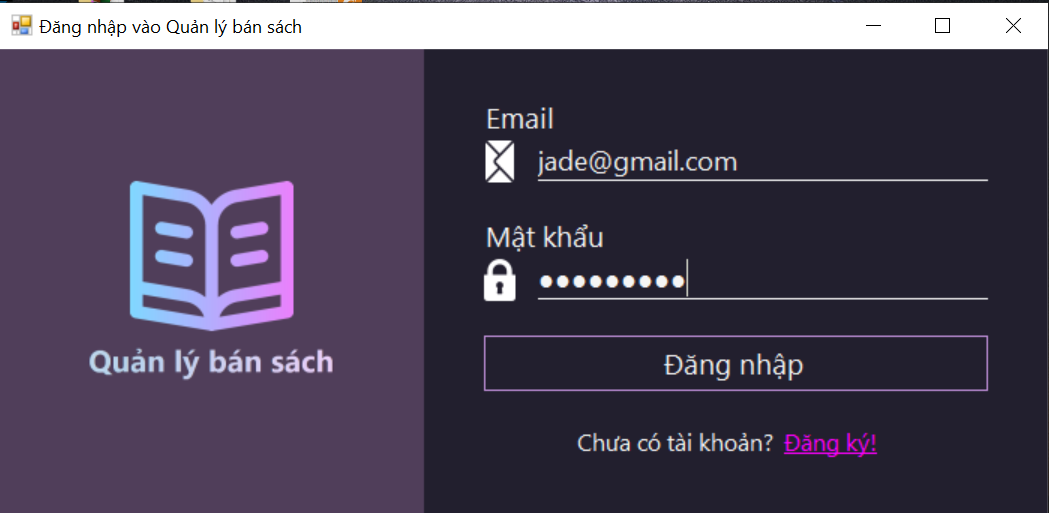 Đăng nhập vào Quản lý bán sách
Quản lý bán sách
Email
jade@gmail.com
Mật khẩu
●●●●●●●●●
Đăng nhập
Chưa có tài khoản? Đăng ký!